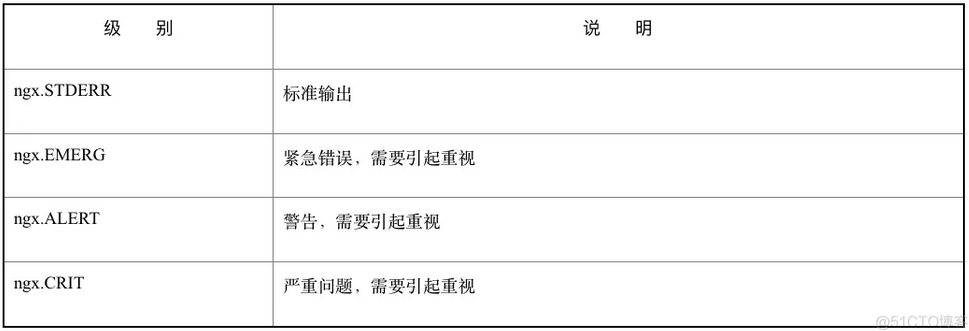 级 别 说 明
ngx.STDERR 标准输出
ngx.EMERG 紧急错误，需要引起重视
ngx.ALERT 警告，需要引起重视
ngx.CRIT 严重问题，需要引起重视
@51CTO博客